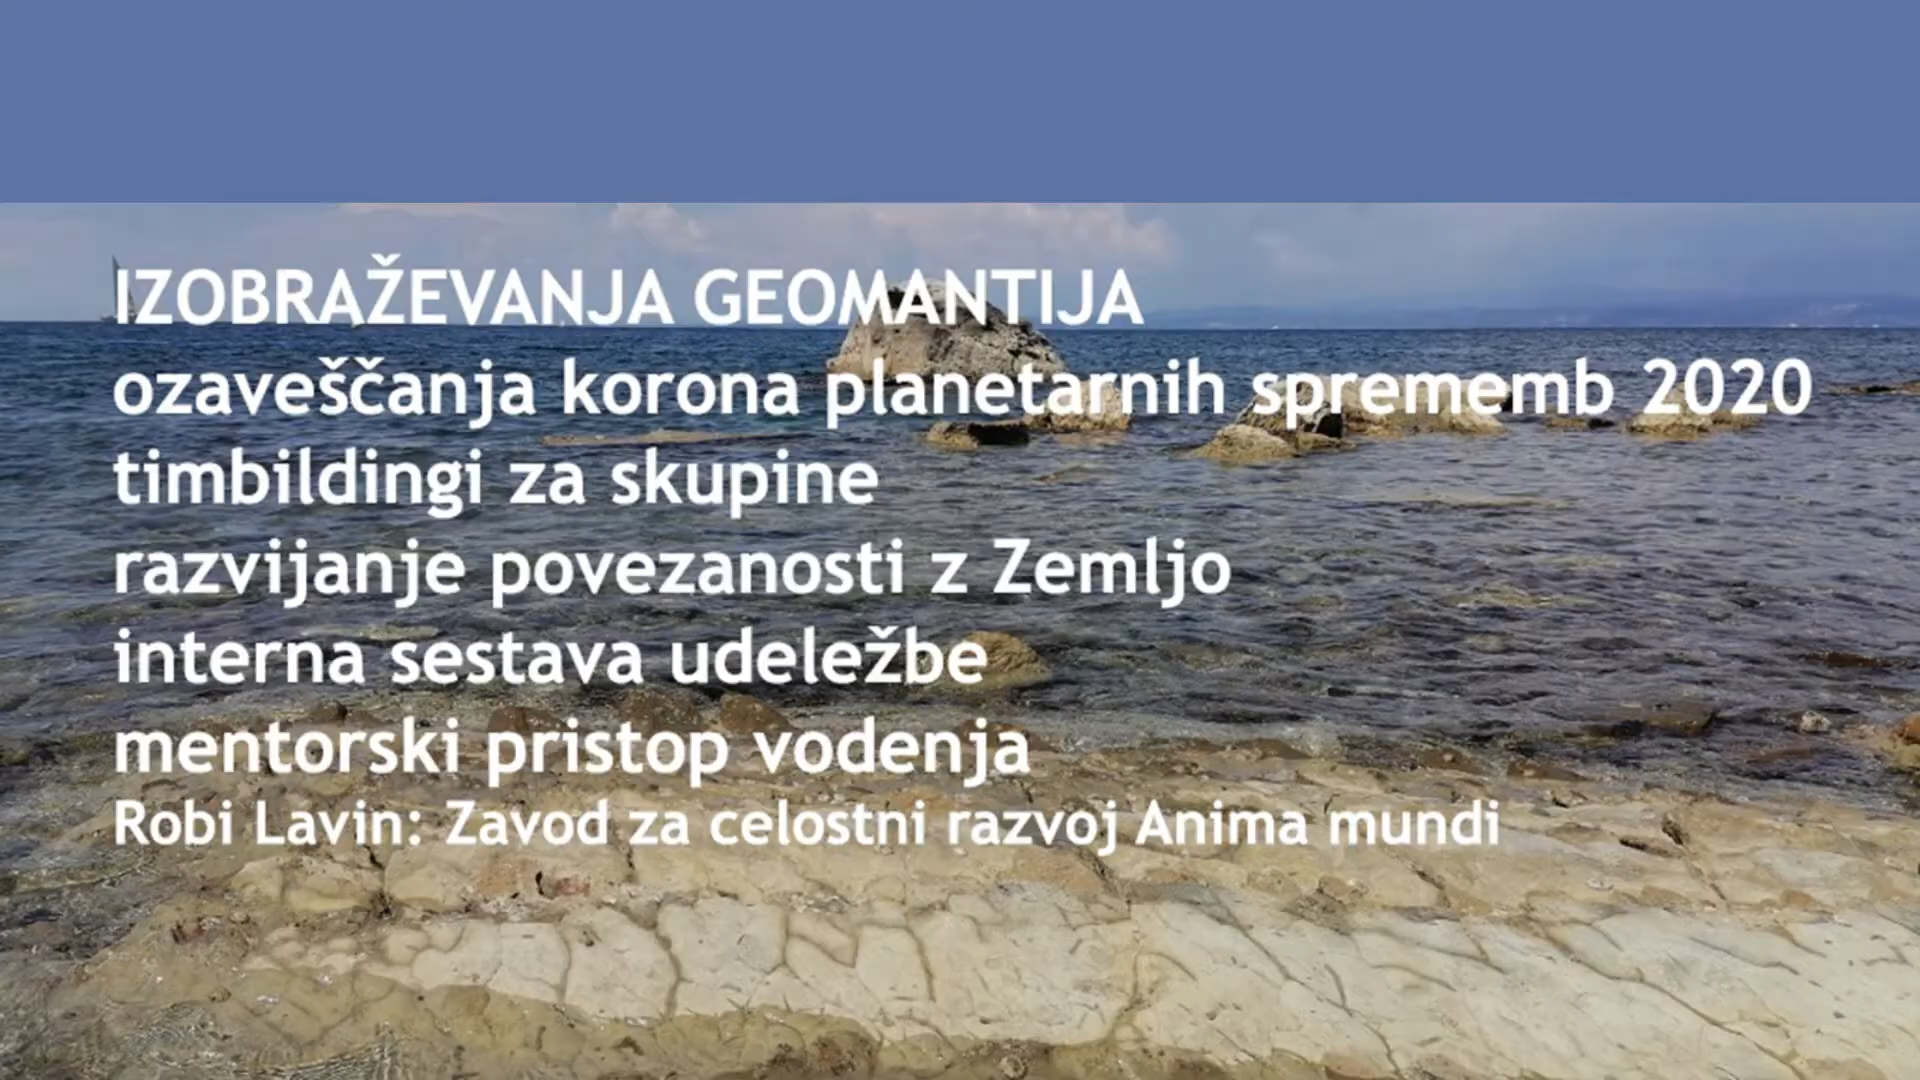 IZOBRAŽEVANJA GEOMANTIJA
ozaveščanja korona planetarnih sprememb 2020
timbildingi za skupine
razvijanje povezanosti z Zemljo
interna sestava udeležbe
mentorski pristop vodenja
Robi Lavin: Zavod za celostni razvoj Anima mundi